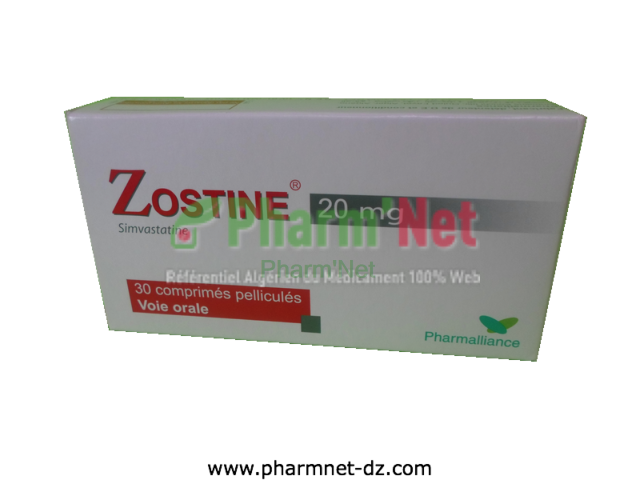 ZOSTINE® 20 mg
Simvastatine
Pharm'Net
Pharm'Net
Référentiel Algérien du Médicament 100% Web
30 comprimés pelliculés
Voie orale
Pharmalliance
www.pharmnet-dz.com